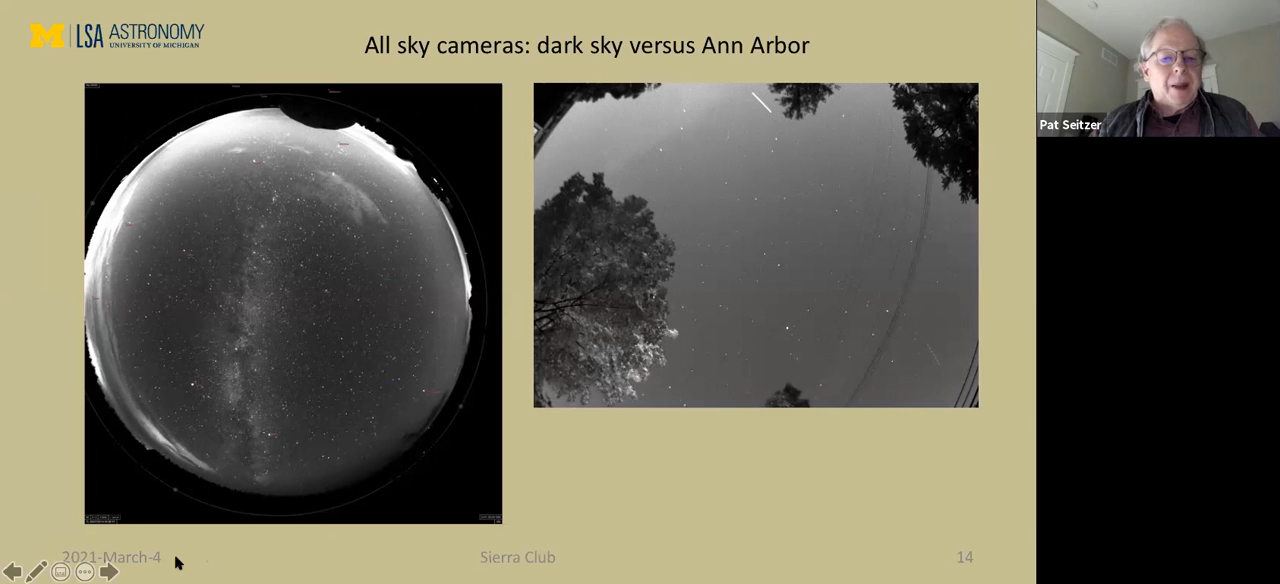 M LSA ASTRONOMY
UNIVERSITY OF MICHIGAN
All sky cameras: dark sky versus Ann Arbor
Pat Seitzer
2021-March-4
Sierra Club
14